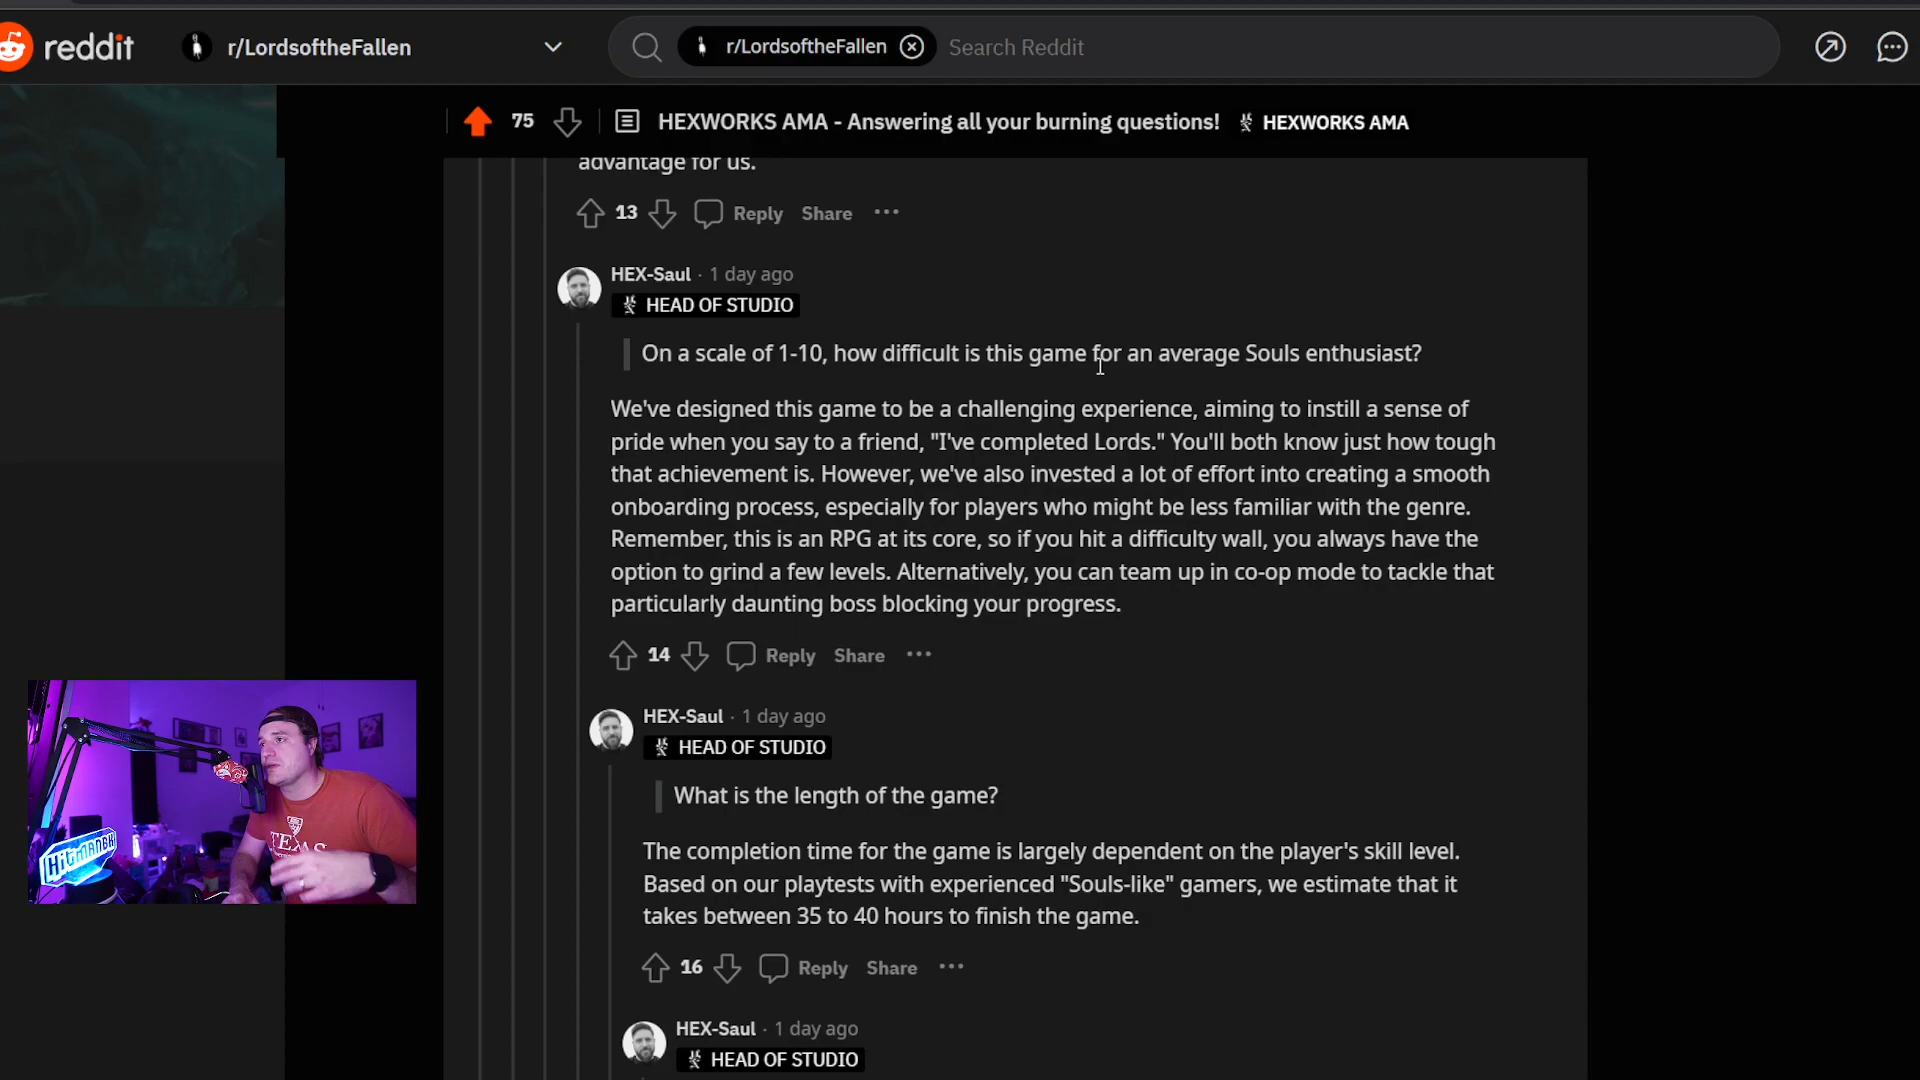 reddit
r/LordsoftheFallen
r/LordsoftheFallen
Search Reddit
75
HEXWORKS AMA - Answering all your burning questions!
HEXWORKS AMA
advantage for us.
13
Reply
Share
HEX-Saul · 1 day ago
HEAD OF STUDIO
On a scale of 1-10, how difficult is this game for an average Souls enthusiast?
We've designed this game to be a challenging experience, aiming to instill a sense of
pride when you say to a friend, "I've completed Lords." You'll both know just how tough
that achievement is. However, we've also invested a lot of effort into creating a smooth
onboarding process, especially for players who might be less familiar with the genre.
Remember, this is an RPG at its core, so if you hit a difficulty wall, you always have the
option to grind a few levels. Alternatively, you can team up in co-op mode to tackle that
particularly daunting boss blocking your progress.
14
Reply
Share
HEX-Saul · 1 day ago
HEAD OF STUDIO
What is the length of the game?
The completion time for the game is largely dependent on the player's skill level.
Based on our playtests with experienced "Souls-like" gamers, we estimate that it
takes between 35 to 40 hours to finish the game.
16
Reply
Share
HEX-Saul · 1 day ago
HEAD OF STUDIO
HitmanBK
TEXAS